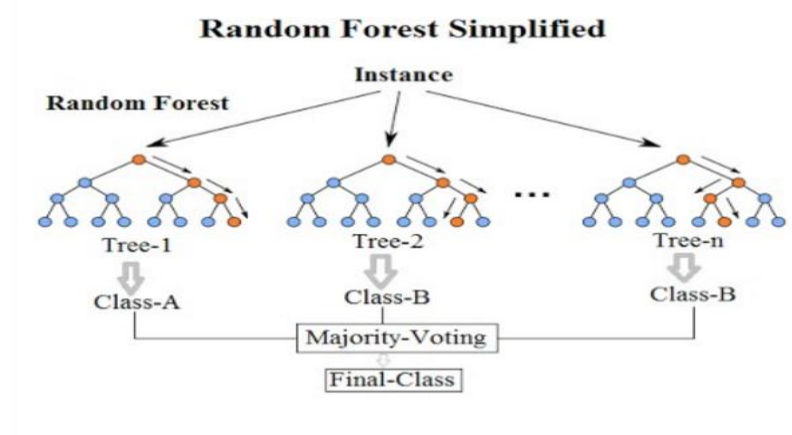 Random Forest Simplified
Instance
Random Forest
...
Tree-1
Tree-2
Tree-n
Class-A
Class-B
Class-B
Majority-Voting
Final-Class